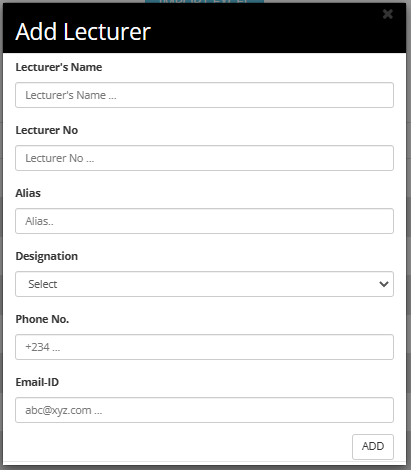 Add Lecturer
Lecturer's Name
Lecturer's Name ...
Lecturer No
Lecturer No ...
Alias
Alias..
Designation
Select
Phone No.
+234 ...
Email-ID
abc@xyz.com ...
ADD